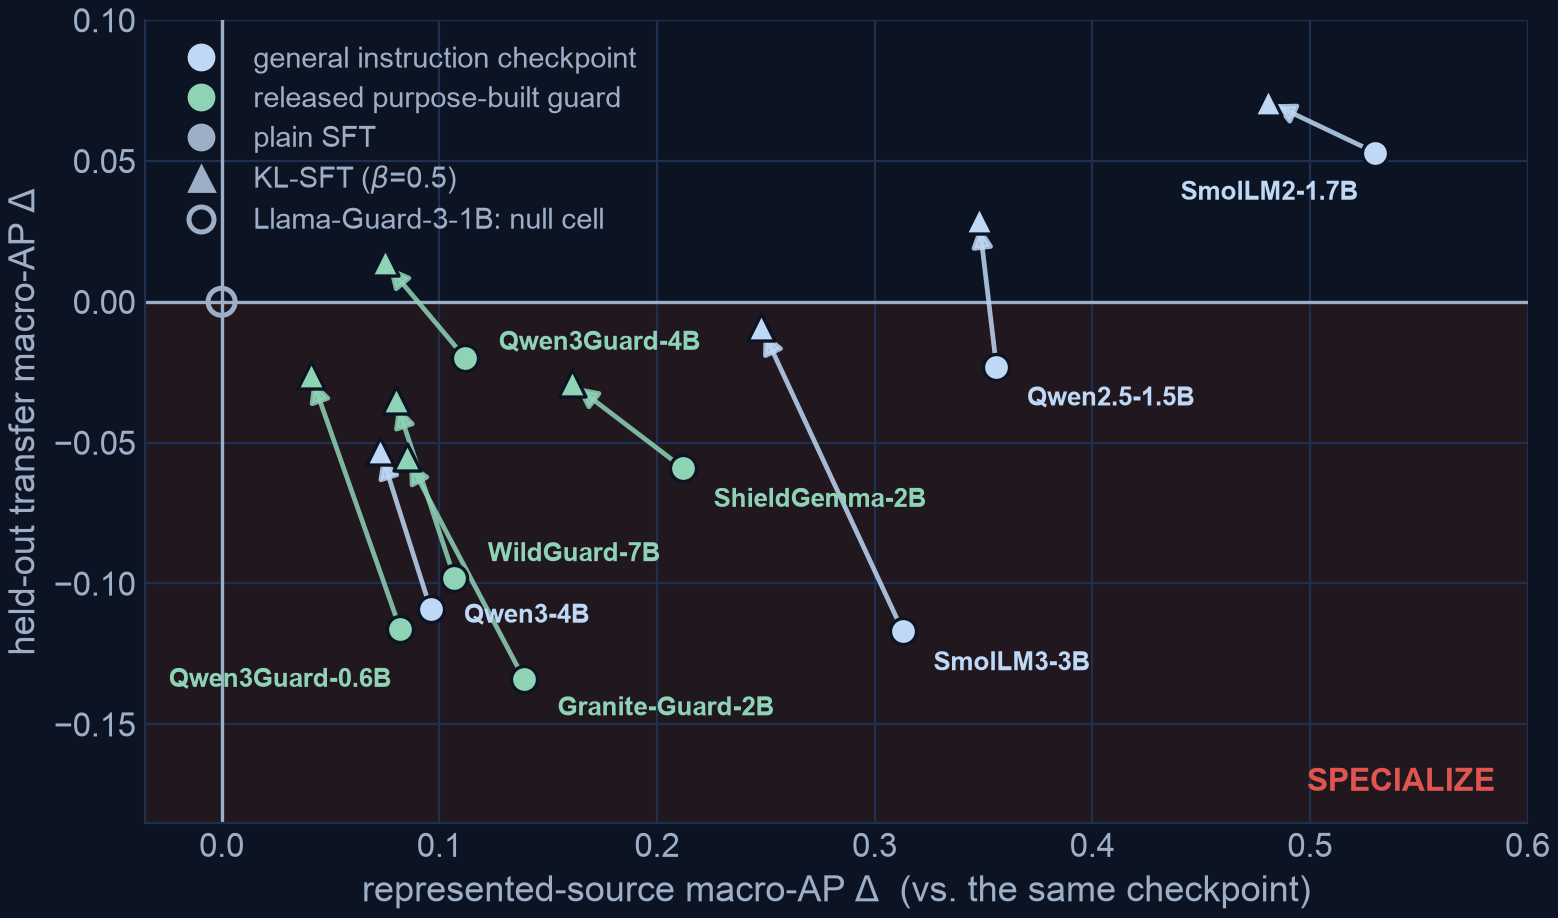 0.10
0.05
0.00
−0.05
−0.10
−0.15
held-out transfer macro-AP Δ
general instruction checkpoint
released purpose-built guard
plain SFT
KL-SFT (β=0.5)
Llama-Guard-3-1B: null cell
SmolLM2-1.7B
Qwen3Guard-4B
Qwen2.5-1.5B
ShieldGemma-2B
WildGuard-7B
Qwen3-4B
SmolLM3-3B
Qwen3Guard-0.6B
Granite-Guard-2B
SPECIALIZE
0.0 0.1 0.2 0.3 0.4 0.5 0.6
represented-source macro-AP Δ (vs. the same checkpoint)